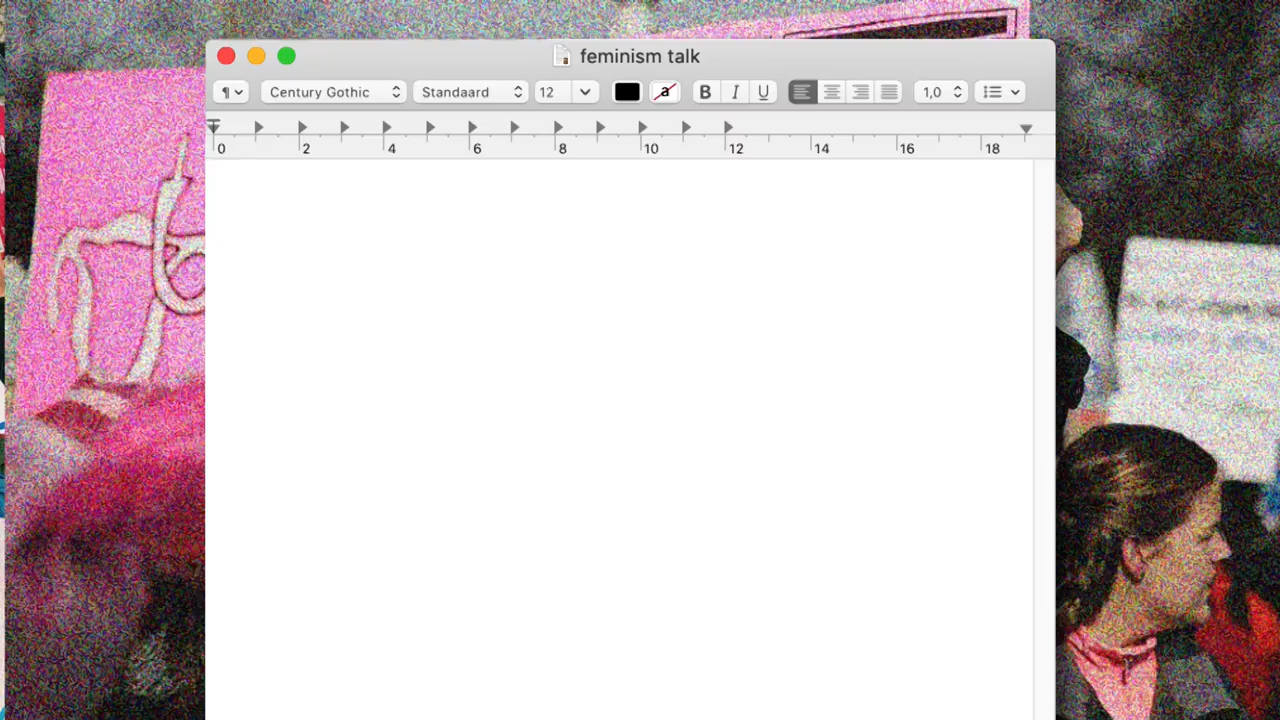 feminism talk
¶ Century Gothic Standaard 12 a B I U 1,0
0 2 4 6 8 10 12 14 16 18